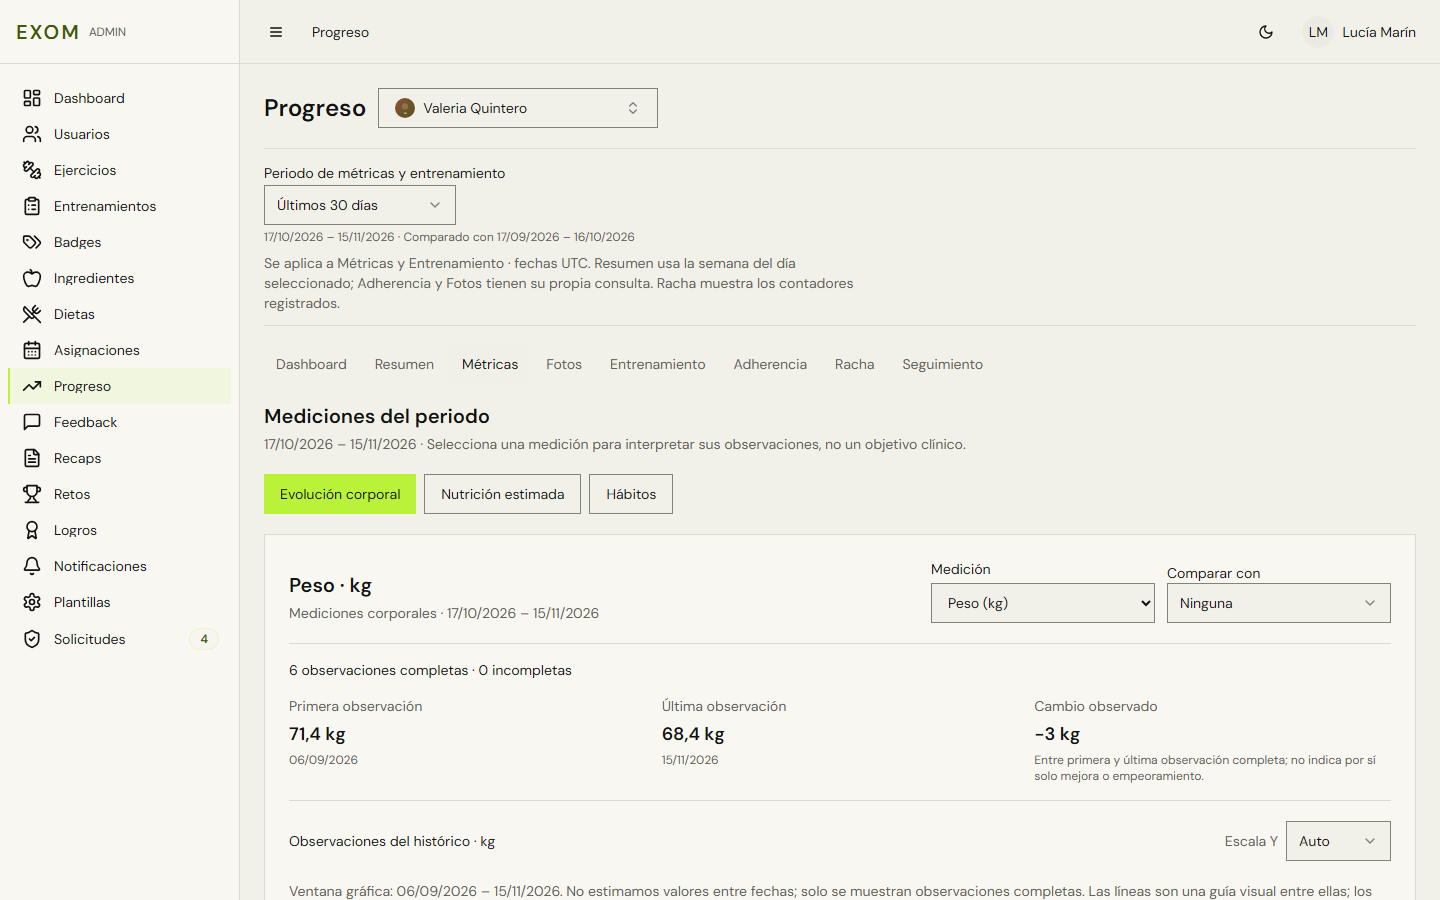 EXOM ADMIN
Dashboard
Usuarios
Ejercicios
Entrenamientos
Badges
Ingredientes
Dietas
Asignaciones
Progreso
Feedback
Recaps
Retos
Logros
Notificaciones
Plantillas
Solicitudes 4
Progreso
LM Lucía Marín
Progreso Valeria Quintero
Periodo de métricas y entrenamiento
Últimos 30 días
17/10/2026 – 15/11/2026 · Comparado con 17/09/2026 – 16/10/2026
Se aplica a Métricas y Entrenamiento · fechas UTC. Resumen usa la semana del día
seleccionado; Adherencia y Fotos tienen su propia consulta. Racha muestra los contadores
registrados.
Dashboard Resumen Métricas Fotos Entrenamiento Adherencia Racha Seguimiento
Mediciones del periodo
17/10/2026 – 15/11/2026 · Selecciona una medición para interpretar sus observaciones, no un objetivo clínico.
Evolución corporal Nutrición estimada Hábitos
Peso · kg
Mediciones corporales · 17/10/2026 – 15/11/2026
Medición
Peso (kg)
Comparar con
Ninguna
6 observaciones completas · 0 incompletas
Primera observación
71,4 kg
06/09/2026
Última observación
68,4 kg
15/11/2026
Cambio observado
-3 kg
Entre primera y última observación completa; no indica por sí
solo mejora o empeoramiento.
Observaciones del histórico · kg
Escala Y Auto
Ventana gráfica: 06/09/2026 – 15/11/2026. No estimamos valores entre fechas; solo se muestran observaciones completas. Las líneas son una guía visual entre ellas; los